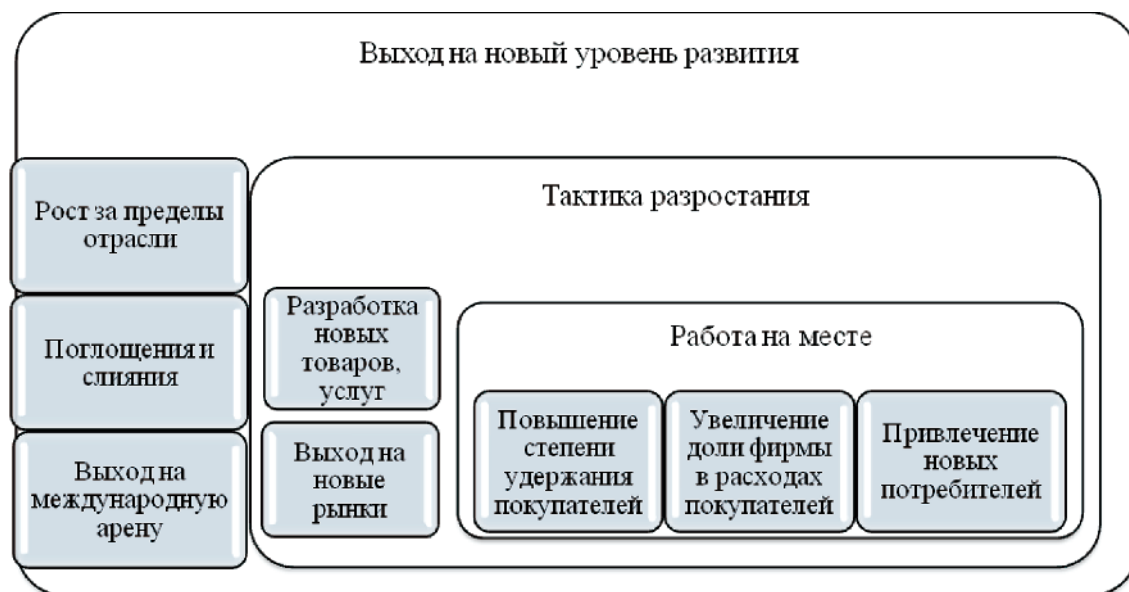 Выход на новый уровень развития
Тактика разростания
Рост за пределы
отрасли
Поглощения и
слияния
Выход на
международную
арену
Разработка
новых
товаров,
услуг
Выход на
новые
рынки
Работа на месте
Повышение
степени
удержания
покупателей
Увеличение
доли фирмы
в расходах
покупателей
Привлечение
новых
потребителей